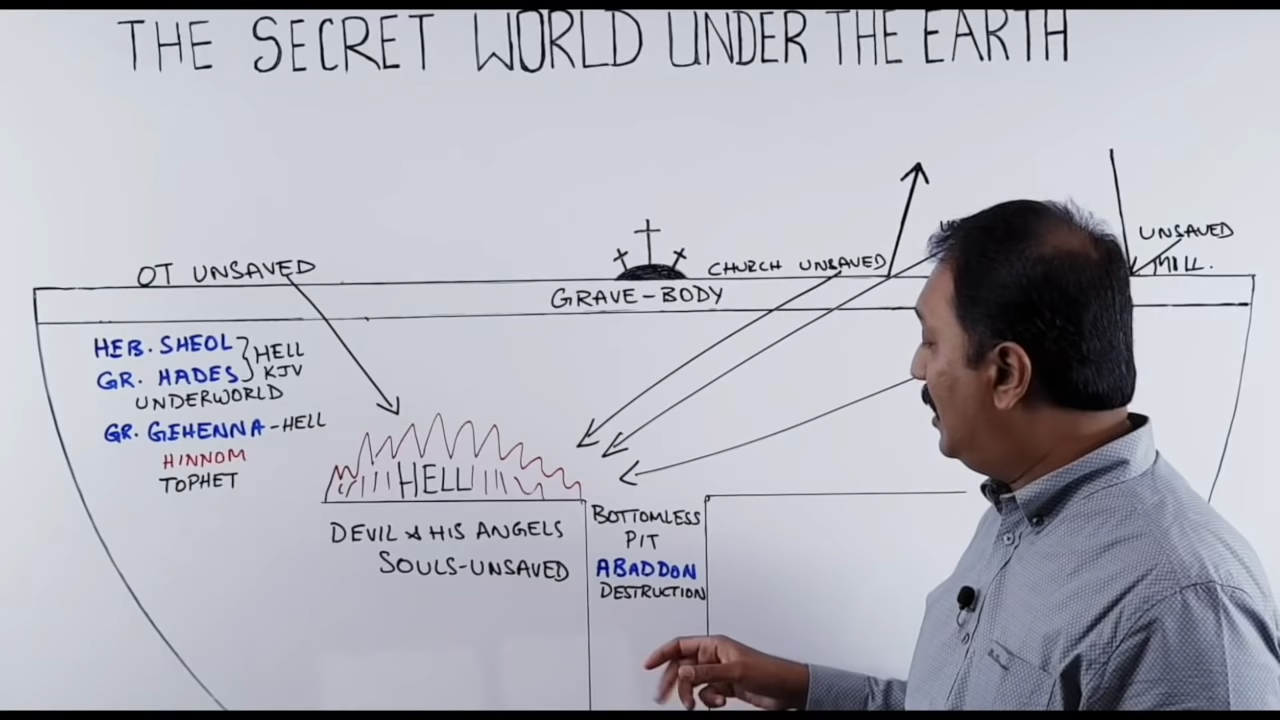 THE SECRET WORLD UNDER THE EARTH
OT UNSAVED
CHURCH UNSAVED
UNSAVED
MILL.
GRAVE-BODY
HEB. SHEOL
GR. HADES
HELL
KJV
UNDERWORLD
GR. GEHENNA-HELL
HINNOM
TOPHET
HELL
DEVIL & HIS ANGELS
SOULS-UNSAVED
BOTTOMLESS
PIT
ABADDON
DESTRUCTION